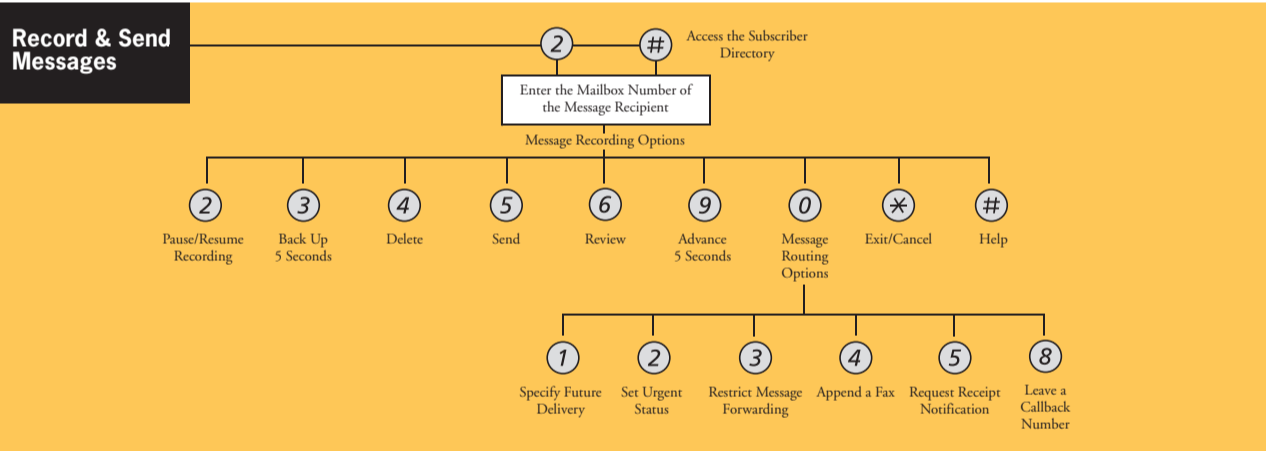 Record & Send
Messages
2
#
Access the Subscriber
Directory
Enter the Mailbox Number of
the Message Recipient
Message Recording Options
2
3
4
5
6
9
0
*
#
Pause/Resume
Recording
Back Up
5 Seconds
Delete
Send
Review
Advance
5 Seconds
Message
Routing
Options
Exit/Cancel
Help
1
2
3
4
5
8
Specify Future
Delivery
Set Urgent
Status
Restrict Message
Forwarding
Append a Fax
Request Receipt
Notification
Leave a
Callback
Number